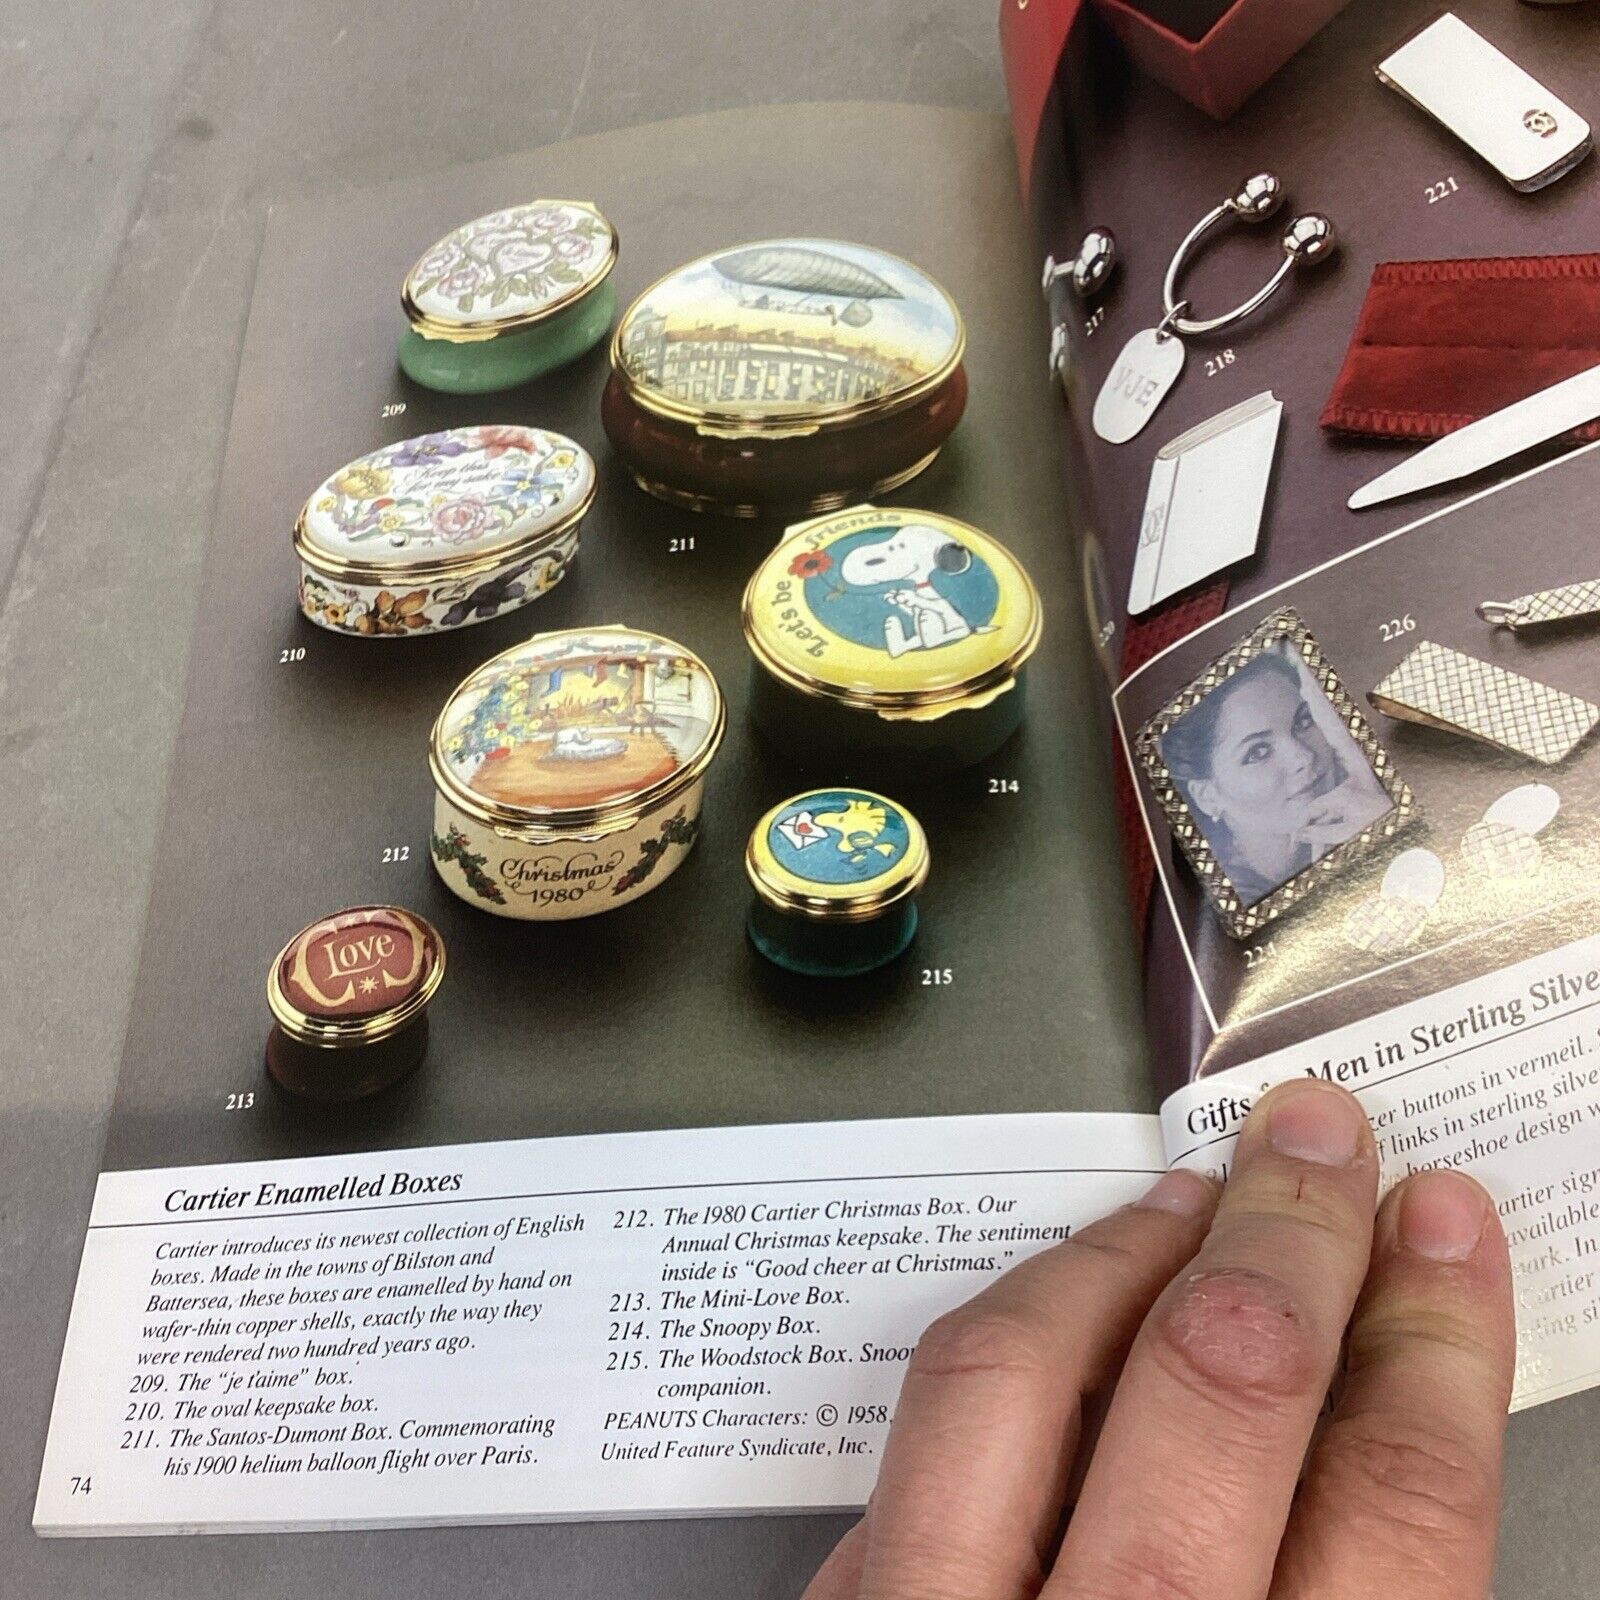 209
Keep this
for my sake
210
211
Let's be friends
214
212
Christmas
1980
215
Love
213
Cartier Enamelled Boxes
Cartier introduces its newest collection of English
boxes. Made in the towns of Bilston and
Battersea, these boxes are enamelled by hand on
wafer-thin copper shells, exactly the way they
were rendered two hundred years ago.
209. The "je t'aime" box.
210. The oval keepsake box.
211. The Santos-Dumont Box. Commemorating
his 1900 helium balloon flight over Paris.
212. The 1980 Cartier Christmas Box. Our
Annual Christmas keepsake. The sentiment
inside is "Good cheer at Christmas."
213. The Mini-Love Box.
214. The Snoopy Box.
215. The Woodstock Box.
companion.
PEANUTS Characters: © 1958
United Feature Syndicate, Inc.
74
221
217
218
VJE
226
Gifts Men in Sterling
buttons in vermeil.
links in sterling
horseshoe design